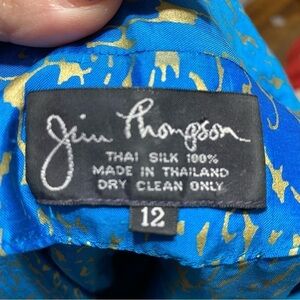 Jim Thompson
THAI SILK 100%
MADE IN THAILAND
DRY CLEAN ONLY
12